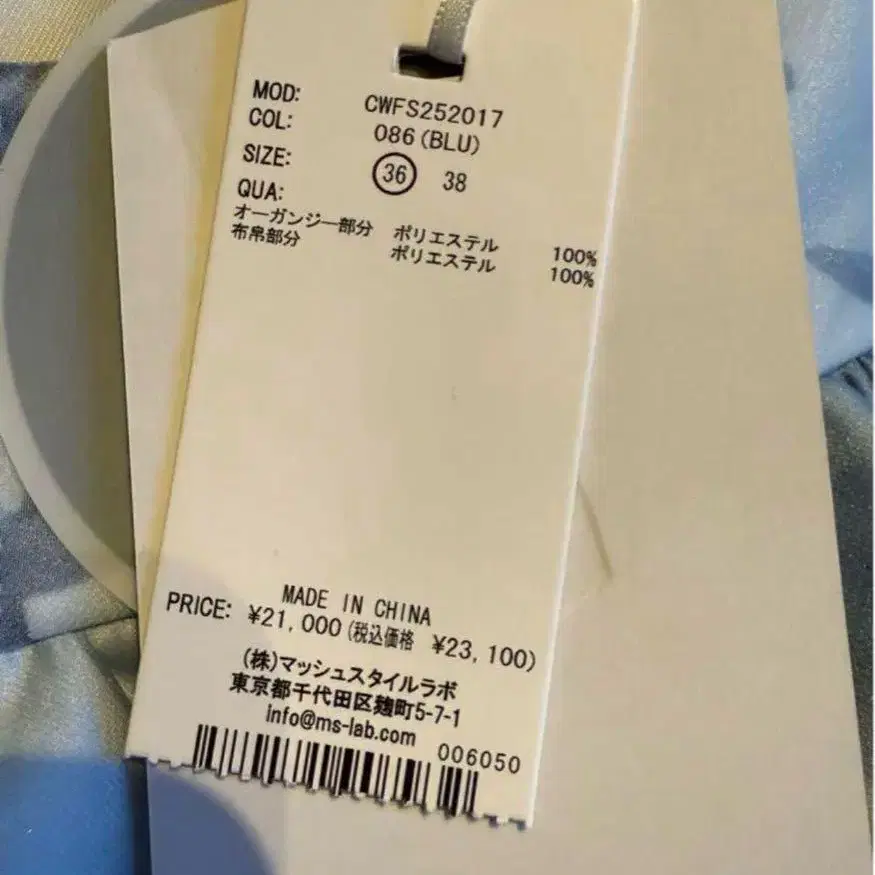 MOD: CWFS252017
COL: 086(BLU)
SIZE: 36 38
QUA:
オーガンジー部分 ポリエステル 100%
布帛部分 ポリエステル 100%
MADE IN CHINA
PRICE: ¥21,000(税込価格 ¥23,100)
(株)マッシュスタイルラボ
東京都千代田区麹町5-7-1
info@ms-lab.com
006050